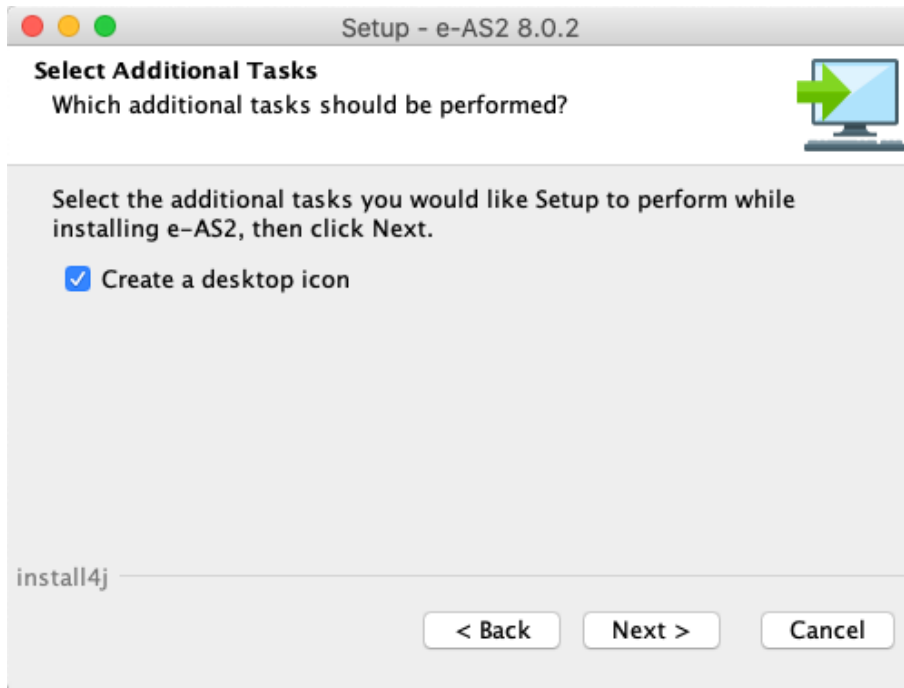 Setup - e-AS2 8.0.2
Select Additional Tasks
Which additional tasks should be performed?
Select the additional tasks you would like Setup to perform while
installing e-AS2, then click Next.
Create a desktop icon
install4j
< Back
Next >
Cancel